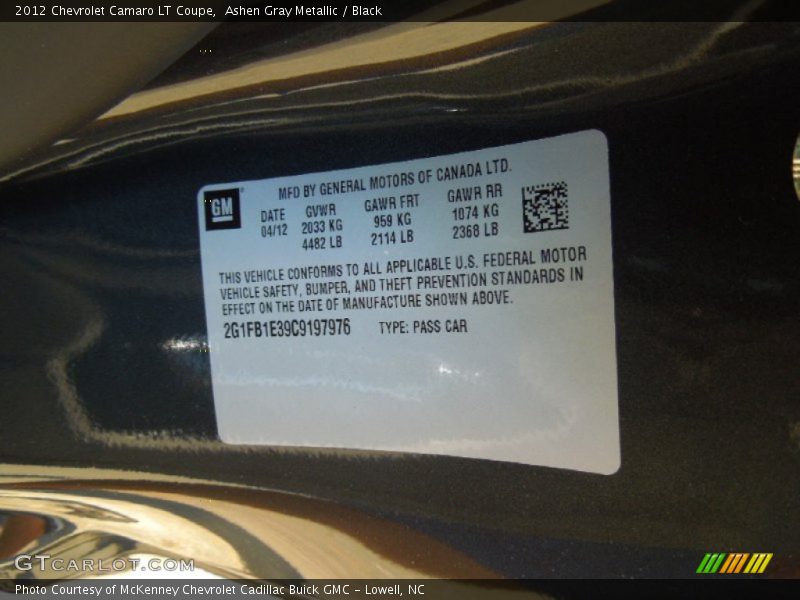 2012 Chevrolet Camaro LT Coupe,  Ashen Gray Metallic / Black
GM
MFD BY GENERAL MOTORS OF CANADA LTD.
DATE GVWR GAWR FRT GAWR RR
04/12 2033 KG 959 KG 1074 KG
4482 LB 2114 LB 2368 LB
THIS VEHICLE CONFORMS TO ALL APPLICABLE U.S. FEDERAL MOTOR
VEHICLE SAFETY, BUMPER, AND THEFT PREVENTION STANDARDS IN
EFFECT ON THE DATE OF MANUFACTURE SHOWN ABOVE.
2G1FB1E39C9197976 TYPE: PASS CAR
GTCARLOT.COM
Photo Courtesy of McKenney Chevrolet Cadillac Buick GMC - Lowell, NC